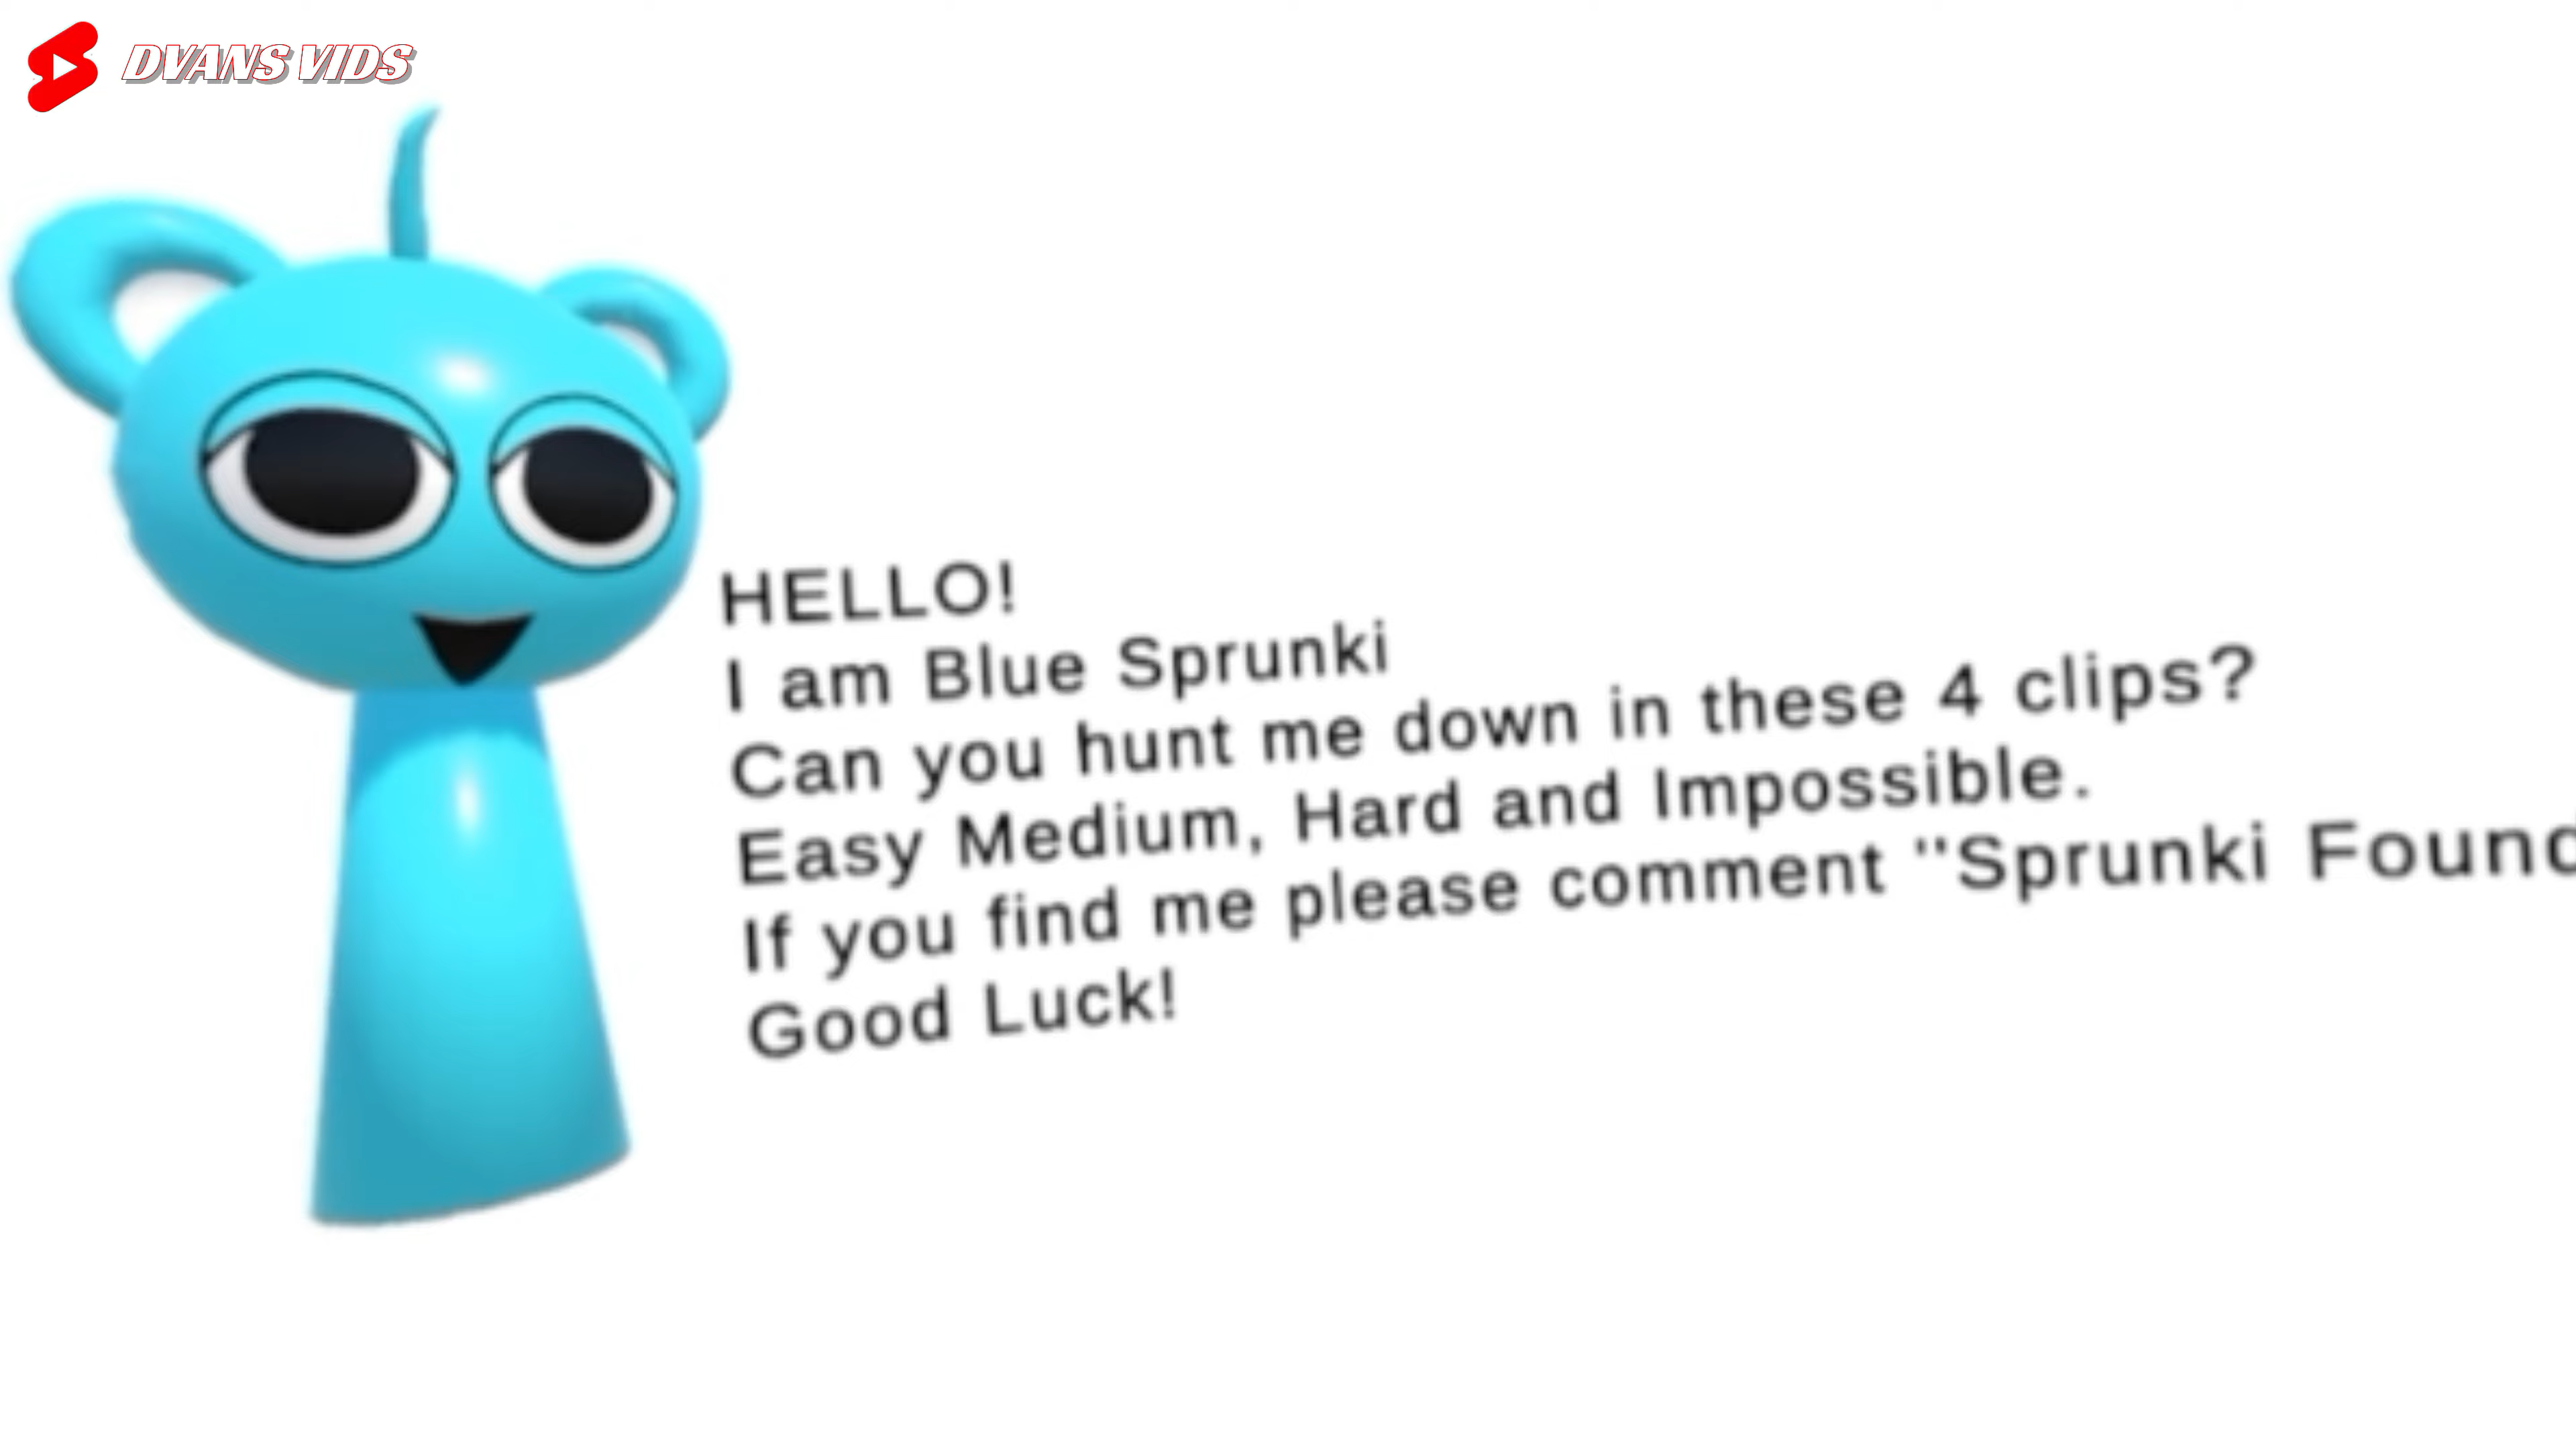 DVANS VIDS
HELLO!
I am Blue Sprunki
Can you hunt me down in these 4 clips?
Easy Medium, Hard and Impossible.
If you find me please comment "Sprunki Found
Good Luck!